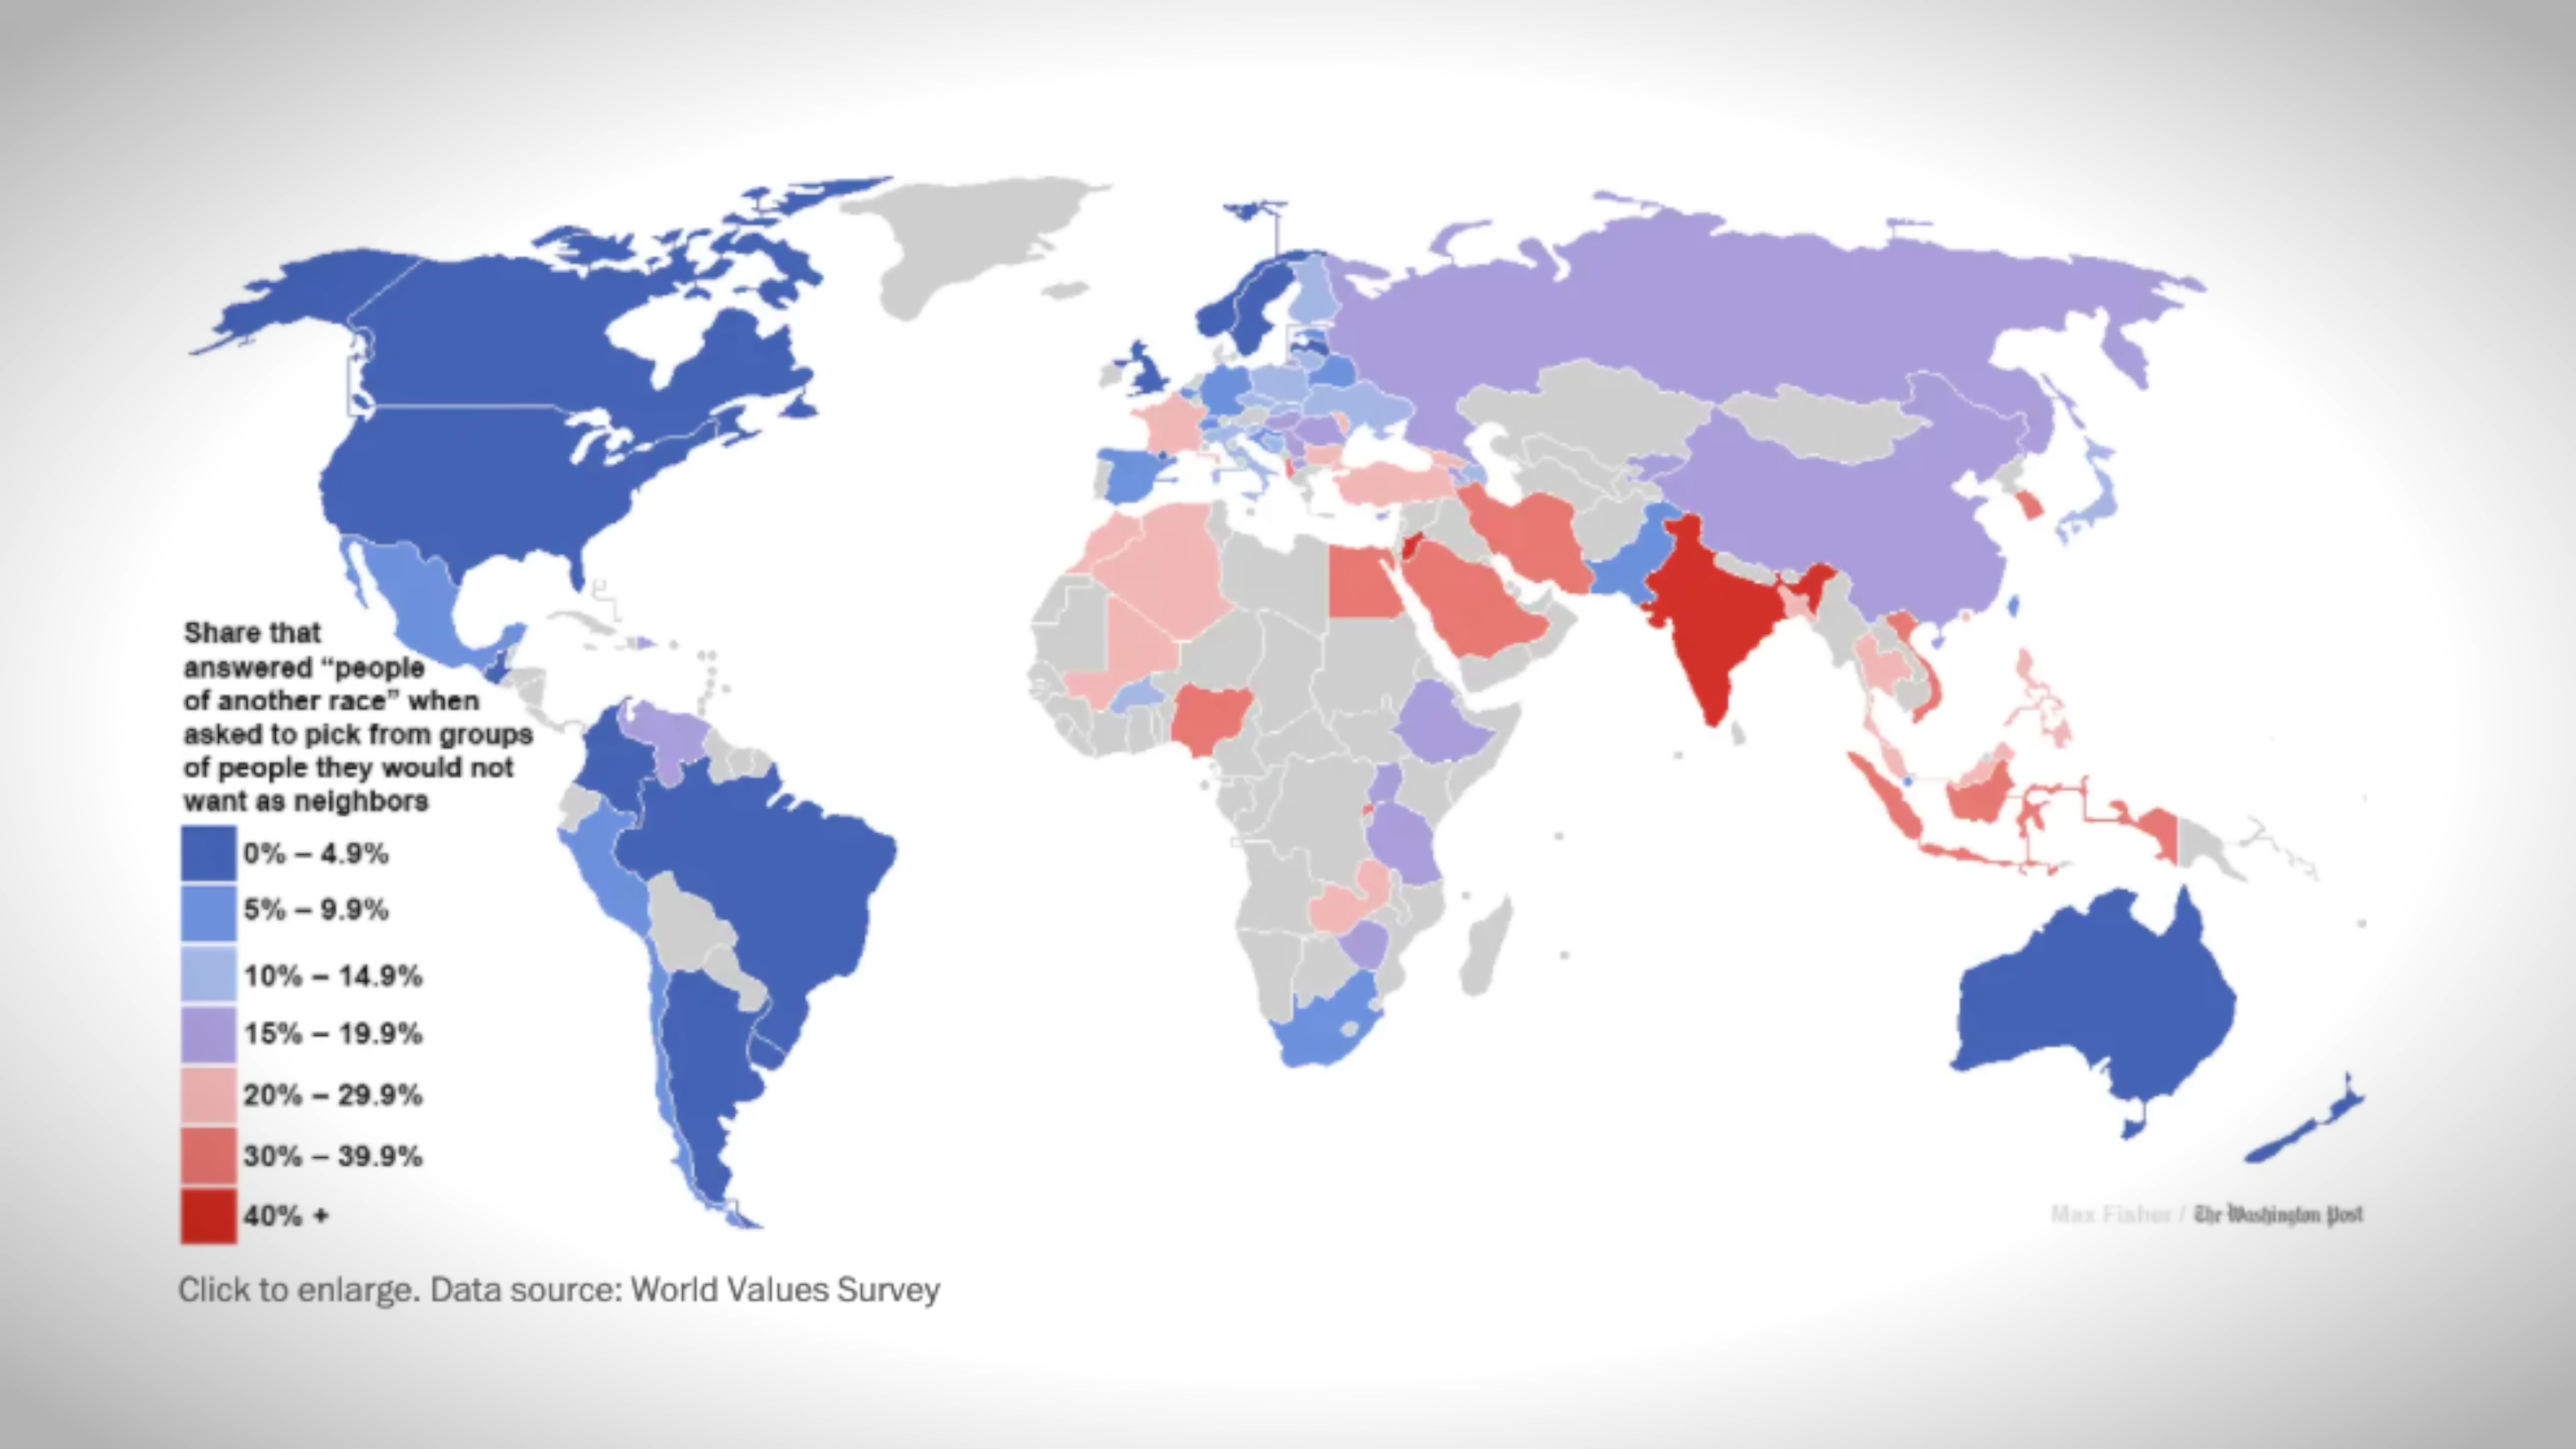 Share that
answered “people
of another race” when
asked to pick from groups
of people they would not
want as neighbors
0% – 4.9%
5% – 9.9%
10% – 14.9%
15% – 19.9%
20% – 29.9%
30% – 39.9%
40% +
Max Fisher / The Washington Post
Click to enlarge. Data source: World Values Survey